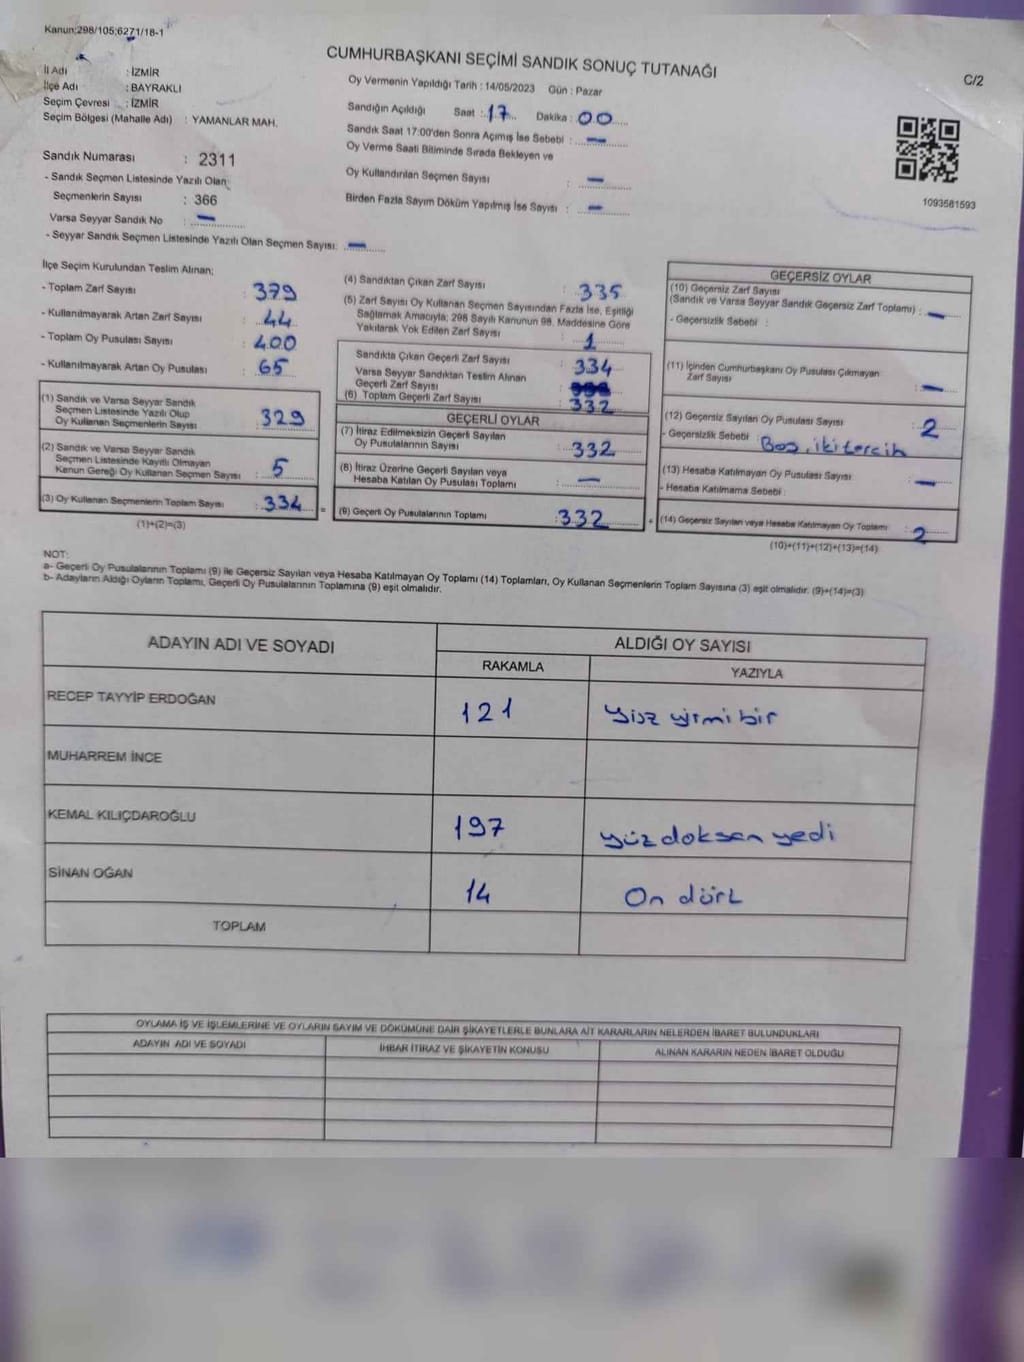 Kanun:298/105;6271/18-1
CUMHURBAŞKANI SEÇİMİ SANDIK SONUÇ TUTANAĞI
C/2
İl Adı : İZMİR
İlçe Adı : BAYRAKLI
Seçim Çevresi : İZMİR
Seçim Bölgesi (Mahalle Adı) : YAMANLAR MAH.
Sandık Numarası : 2311
- Sandık Seçmen Listesinde Yazılı Olan
Seçmenlerin Sayısı : 366
Varsa Seyyar Sandık No : —
- Seyyar Sandık Seçmen Listesinde Yazılı Olan Seçmen Sayısı: —
Oy Vermenin Yapıldığı Tarih : 14/05/2023 Gün : Pazar
Sandığın Açıldığı Saat : 17 Dakika : 00
Sandık Saat 17:00'den Sonra Açımış İse Sebebi : —
Oy Verme Saati Bitiminde Sırada Bekleyen ve
Oy Kullandırılan Seçmen Sayısı : —
Birden Fazla Sayım Döküm Yapılmış İse Sayısı : —
1093581593
İlçe Seçim Kurulundan Teslim Alınan;
- Toplam Zarf Sayısı : 379
- Kullanılmayarak Artan Zarf Sayısı : 44
- Toplam Oy Pusulası Sayısı : 400
- Kullanılmayarak Artan Oy Pusulası : 65
(1) Sandık ve Varsa Seyyar Sandık
Seçmen Listesinde Yazılı Olup
Oy Kullanan Seçmenlerin Sayısı : 329
(2) Sandık ve Varsa Seyyar Sandık
Seçmen Listesinde Kayıtlı Olmayan
Kanun Gereği Oy Kullanan Seçmen Sayısı : 5
(3) Oy Kullanan Seçmenlerin Toplam Sayısı : 334 =
(1)+(2)=(3)
(4) Sandıktan Çıkan Zarf Sayısı : 335
(5) Zarf Sayısı Oy Kullanan Seçmen Sayısından Fazla İse, Eşitliği
Sağlamak Amacıyla; 298 Sayılı Kanunun 98. Maddesine Göre
Yakılarak Yok Edilen Zarf Sayısı : 1
Sandıkta Çıkan Geçerli Zarf Sayısı : 334
Varsa Seyyar Sandıktan Teslim Alınan
Geçerli Zarf Sayısı :
(6) Toplam Geçerli Zarf Sayısı : 332
GEÇERLİ OYLAR
(7) İtiraz Edilmeksizin Geçerli Sayılan
Oy Pusulalarının Sayısı : 332
(8) İtiraz Üzerine Geçerli Sayılan veya
Hesaba Katılan Oy Pusulası Toplamı : —
(9) Geçerli Oy Pusulalarının Toplamı : 332 +
GEÇERSİZ OYLAR
(10) Geçersiz Zarf Sayısı
(Sandık ve Varsa Seyyar Sandık Geçersiz Zarf Toplamı) : —
- Geçersizlik Sebebi :
(11) İçinden Cumhurbaşkanı Oy Pusulası Çıkmayan
Zarf Sayısı : —
(12) Geçersiz Sayılan Oy Pusulası Sayısı : 2
- Geçersizlik Sebebi Boş, iki tercih
(13) Hesaba Katılmayan Oy Pusulası Sayısı : —
- Hesaba Katılmama Sebebi :
(14) Geçersiz Sayılan veya Hesaba Katılmayan Oy Toplamı : 2
(10)+(11)+(12)+(13)=(14)
NOT:
a- Geçerli Oy Pusulalarının Toplamı (9) ile Geçersiz Sayılan veya Hesaba Katılmayan Oy Toplamı (14) Toplamları, Oy Kullanan Seçmenlerin Toplam Sayısına (3) eşit olmalıdır. (9)+(14)=(3)
b- Adayların Aldığı Oyların Toplamı, Geçerli Oy Pusulalarının Toplamına (9) eşit olmalıdır.
ADAYIN ADI VE SOYADI
ALDIĞI OY SAYISI
RAKAMLA YAZIYLA
RECEP TAYYİP ERDOĞAN 121 Yüz yirmi bir
MUHARREM İNCE
KEMAL KILIÇDAROĞLU 197 yüz doksan yedi
SİNAN OĞAN 14 On dört
TOPLAM
OYLAMA İŞ VE İŞLEMLERİNE VE OYLARIN SAYIM VE DÖKÜMÜNE DAİR ŞİKAYETLERLE BUNLARA AİT KARARLARIN NELERDEN İBARET BULUNDUKLARI
ADAYIN ADI VE SOYADI İHBAR İTİRAZ VE ŞİKAYETİN KONUSU ALINAN KARARIN NEDEN İBARET OLDUĞU